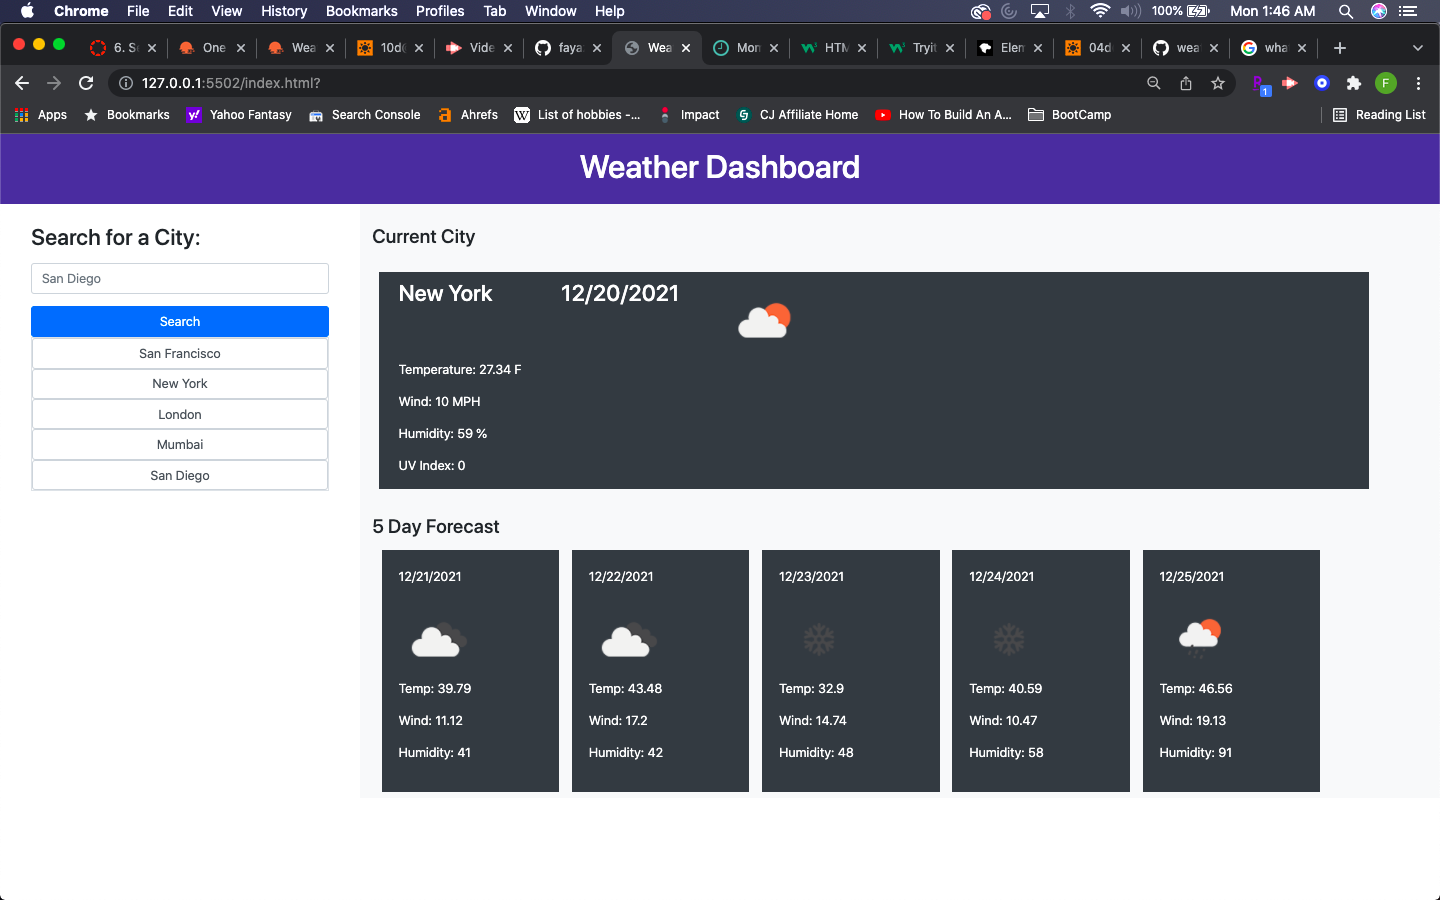 Chrome File Edit View History Bookmarks Profiles Tab Window Help 100% Mon 1:46 AM
6. S One Wea 10d Vide faya Wea Mon HTM Tryit Elem 04d wea wha
127.0.0.1:5502/index.html? F
Apps Bookmarks Yahoo Fantasy Search Console Ahrefs W List of hobbies -... Impact CJ Affiliate Home How To Build An A... BootCamp Reading List
1
Weather Dashboard
Search for a City:
San Diego
Search
San Francisco
New York
London
Mumbai
San Diego
Current City
New York 12/20/2021
Temperature: 27.34 F
Wind: 10 MPH
Humidity: 59 %
UV Index: 0
5 Day Forecast
12/21/2021
Temp: 39.79
Wind: 11.12
Humidity: 41
12/22/2021
Temp: 43.48
Wind: 17.2
Humidity: 42
12/23/2021
Temp: 32.9
Wind: 14.74
Humidity: 48
12/24/2021
Temp: 40.59
Wind: 10.47
Humidity: 58
12/25/2021
Temp: 46.56
Wind: 19.13
Humidity: 91